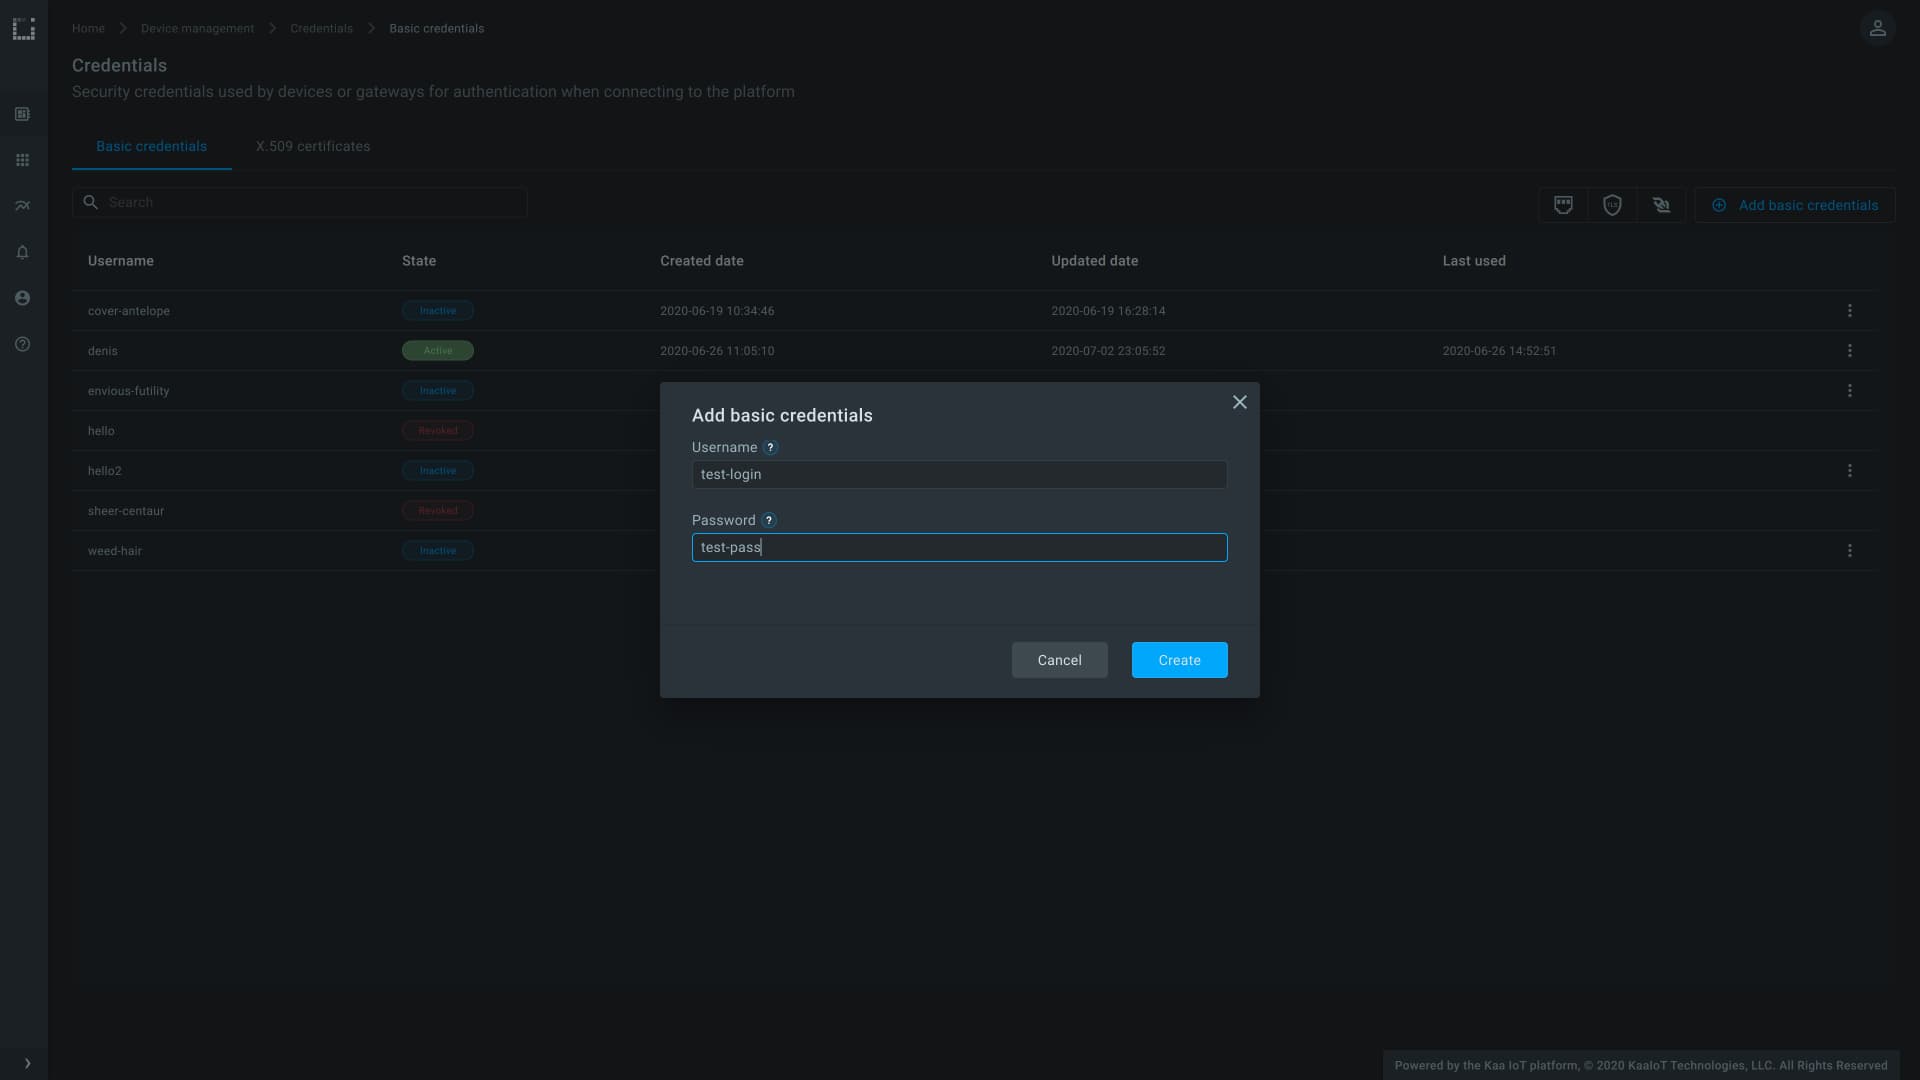 Home Device management Credentials Basic credentials
Credentials
Security credentials used by devices or gateways for authentication when connecting to the platform
Basic credentials X.509 certificates
Search
TLS
Add basic credentials
Username State Created date Updated date Last used
cover-antelope Inactive 2020-06-19 10:34:46 2020-06-19 16:28:14
denis Active 2020-06-26 11:05:10 2020-07-02 23:05:52 2020-06-26 14:52:51
envious-futility Inactive
hello Revoked
hello2 Inactive
sheer-centaur Revoked
weed-hair Inactive
Add basic credentials
Username ?
test-login
Password ?
test-pass
Cancel Create
Powered by the Kaa IoT platform, © 2020 KaaIoT Technologies, LLC. All Rights Reserved